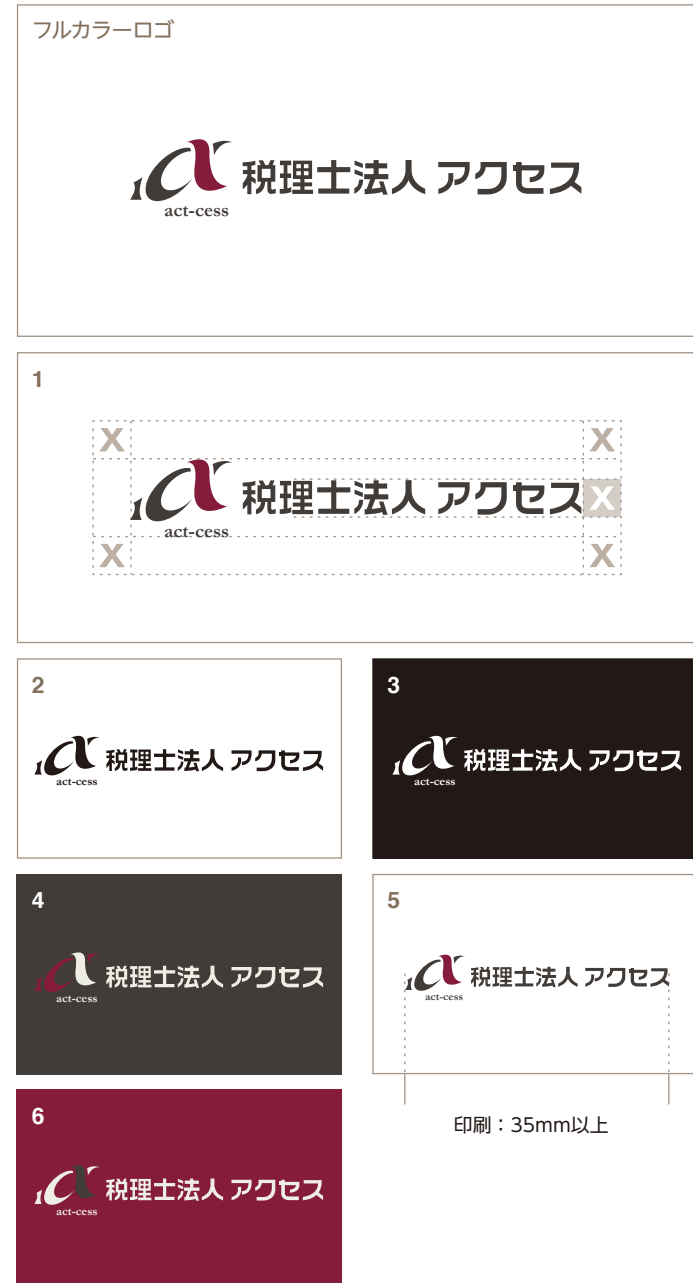 フルカラーロゴ
税理士法人 アクセス
act-cess
1
X X
税理士法人 アクセス X
act-cess
X X
2
税理士法人 アクセス
act-cess
3
税理士法人 アクセス
act-cess
4
税理士法人 アクセス
act-cess
5
税理士法人 アクセス
act-cess
印刷：35mm以上
6
税理士法人 アクセス
act-cess